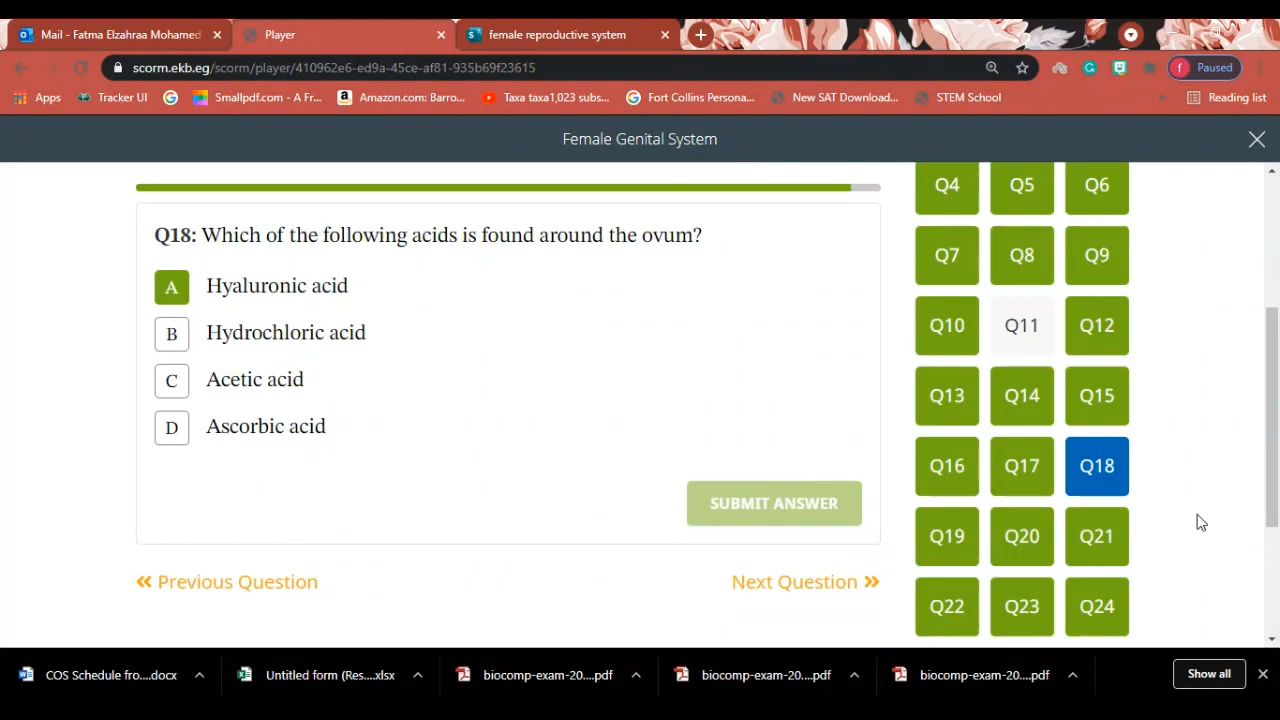 Mail - Fatma Elzahraa Mohamed
Player
female reproductive system
scorm.ekb.eg/scorm/player/410962e6-ed9a-45ce-af81-935b69f23615
f Paused
Apps
Tracker UI
Smallpdf.com - A Fr...
Amazon.com: Barro...
Taxa taxa1,023 subs...
Fort Collins Persona...
New SAT Download...
STEM School
Reading list
Female Genital System
Q18: Which of the following acids is found around the ovum?
A Hyaluronic acid
B Hydrochloric acid
C Acetic acid
D Ascorbic acid
SUBMIT ANSWER
Previous Question
Next Question
Q4 Q5 Q6
Q7 Q8 Q9
Q10 Q11 Q12
Q13 Q14 Q15
Q16 Q17 Q18
Q19 Q20 Q21
Q22 Q23 Q24
COS Schedule fro....docx
Untitled form (Res....xlsx
biocomp-exam-20....pdf
biocomp-exam-20....pdf
biocomp-exam-20....pdf
Show all